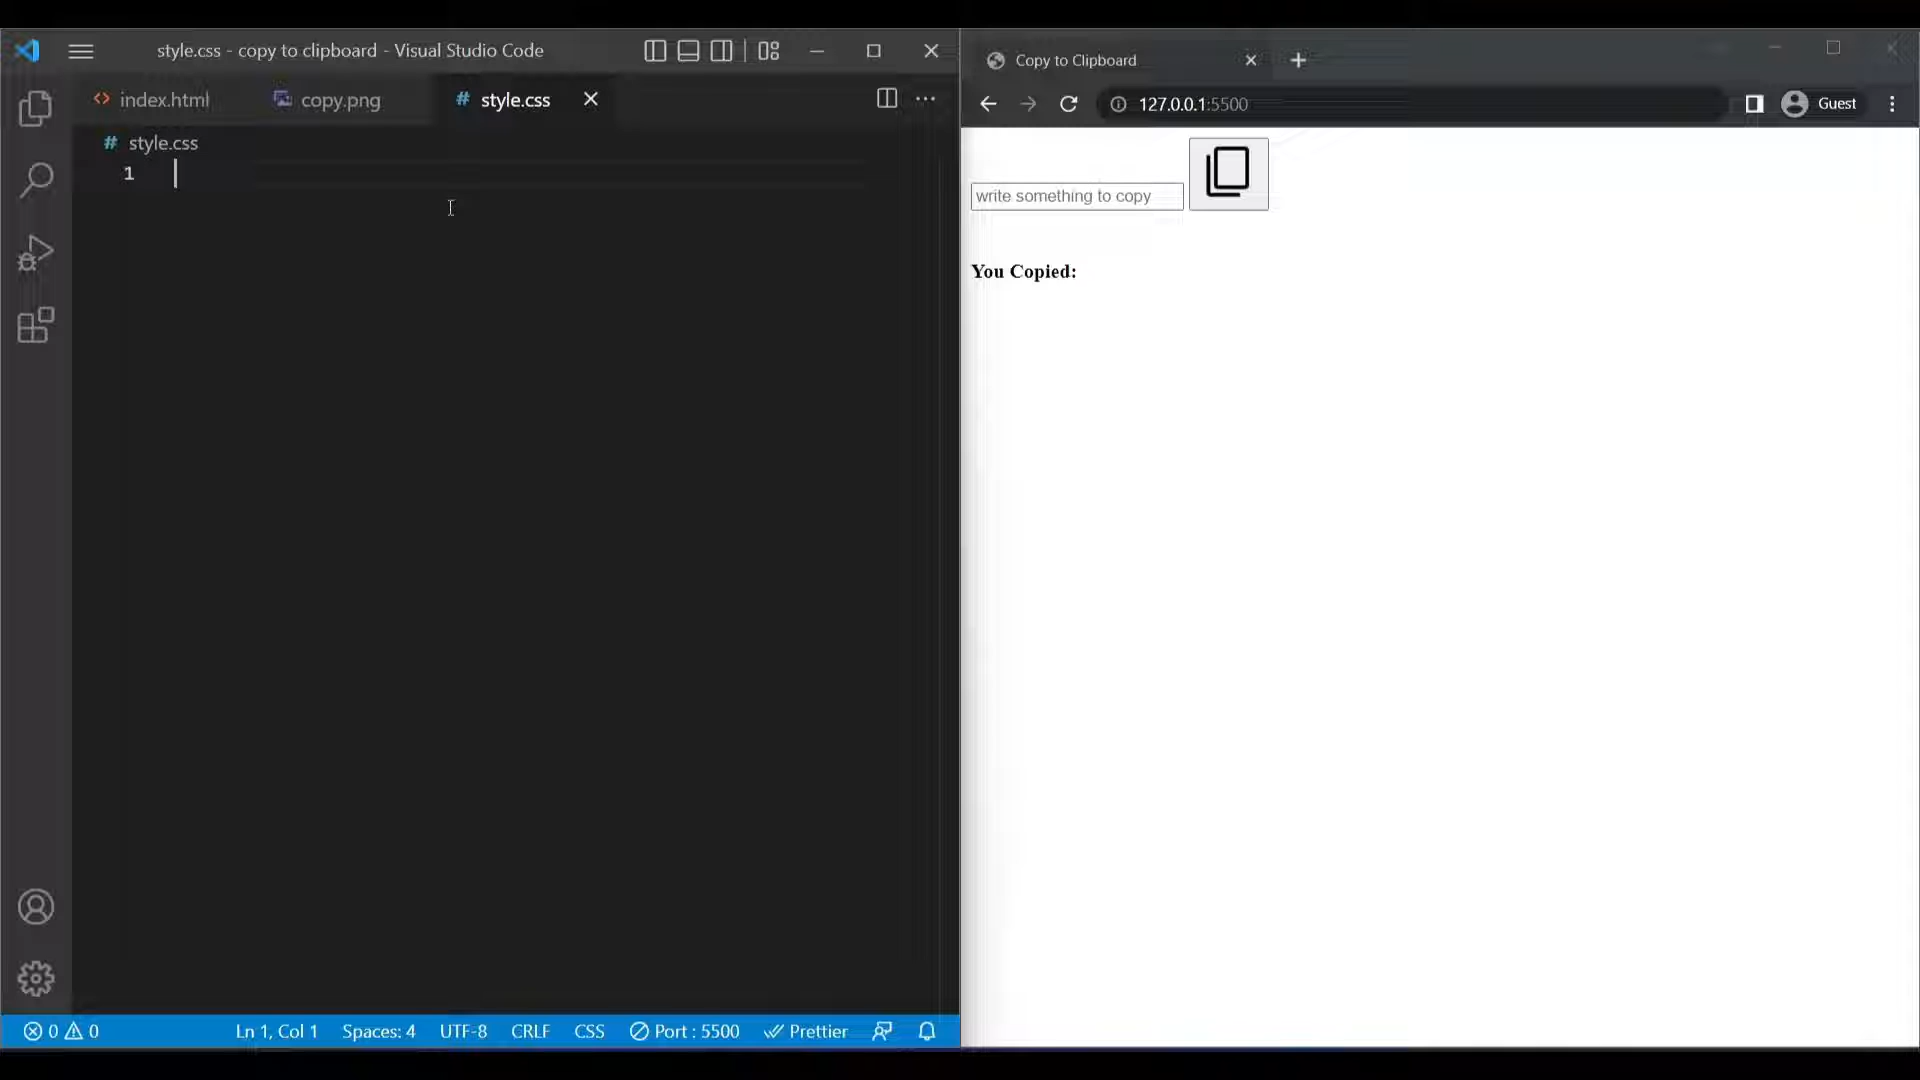 style.css - copy to clipboard - Visual Studio Code
index.html
copy.png
# style.css
# style.css
1
0 0
Ln 1, Col 1
Spaces: 4
UTF-8
CRLF
CSS
Port : 5500
Prettier
Copy to Clipboard
127.0.0.1:5500
Guest
write something to copy
You Copied: